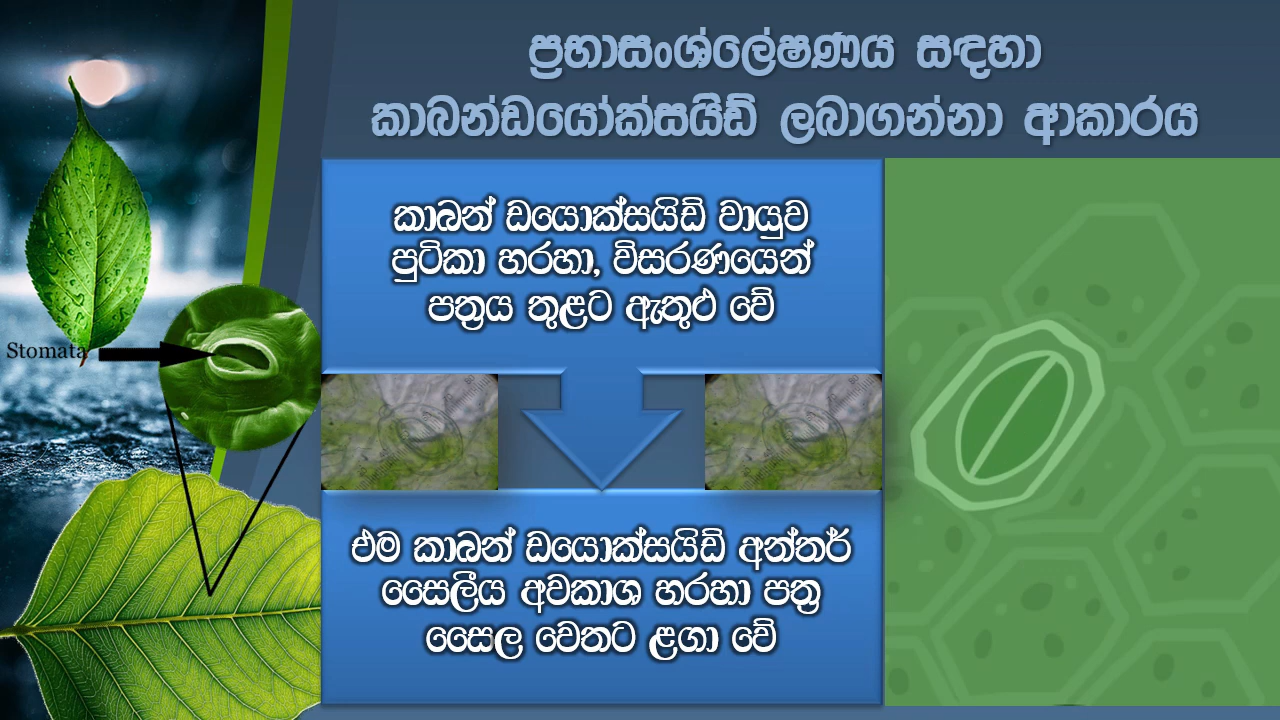 ප්‍රභාසංශ්ලේෂණය සඳහා
කාබන්ඩයෝක්සයිඩ් ලබාගන්නා ආකාරය
කාබන් ඩයොක්සයිඩ් වායුව
පුටිකා හරහා, විසරණයෙන්
පත්‍රය තුළට ඇතුළු වේ
Stomata
එම කාබන් ඩයොක්සයිඩ් අන්තර්
සෛලීය අවකාශ හරහා පත්‍ර
සෛල වෙතට ළඟා වේ